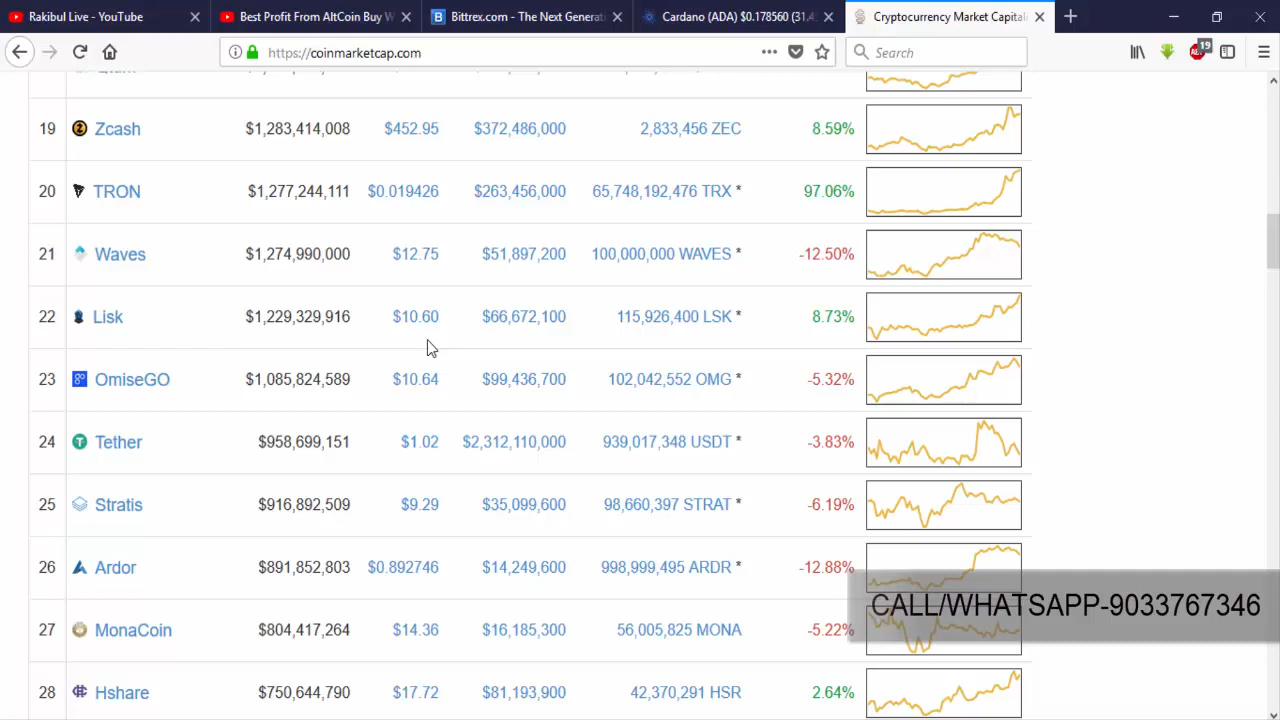 Rakibul Live - YouTube
Best Profit From AltCoin Buy W
Bittrex.com - The Next Generat
Cardano (ADA) $0.178560 (31.4
Cryptocurrency Market Capital
https://coinmarketcap.com
Search
19
19 Zcash $1,283,414,008 $452.95 $372,486,000 2,833,456 ZEC 8.59%
20 TRON $1,277,244,111 $0.019426 $263,456,000 65,748,192,476 TRX * 97.06%
21 Waves $1,274,990,000 $12.75 $51,897,200 100,000,000 WAVES * -12.50%
22 Lisk $1,229,329,916 $10.60 $66,672,100 115,926,400 LSK * 8.73%
23 OmiseGO $1,085,824,589 $10.64 $99,436,700 102,042,552 OMG * -5.32%
24 Tether $958,699,151 $1.02 $2,312,110,000 939,017,348 USDT * -3.83%
25 Stratis $916,892,509 $9.29 $35,099,600 98,660,397 STRAT * -6.19%
26 Ardor $891,852,803 $0.892746 $14,249,600 998,999,495 ARDR * -12.88%
CALL/WHATSAPP-9033767346
27 MonaCoin $804,417,264 $14.36 $16,185,300 56,005,825 MONA -5.22%
28 Hshare $750,644,790 $17.72 $81,193,900 42,370,291 HSR 2.64%